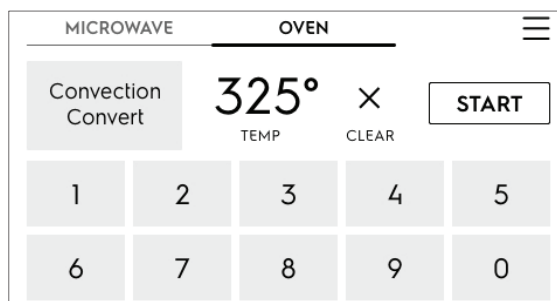 MICROWAVE OVEN
Convection
Convert
325° START
TEMP CLEAR
1 2 3 4 5
6 7 8 9 0